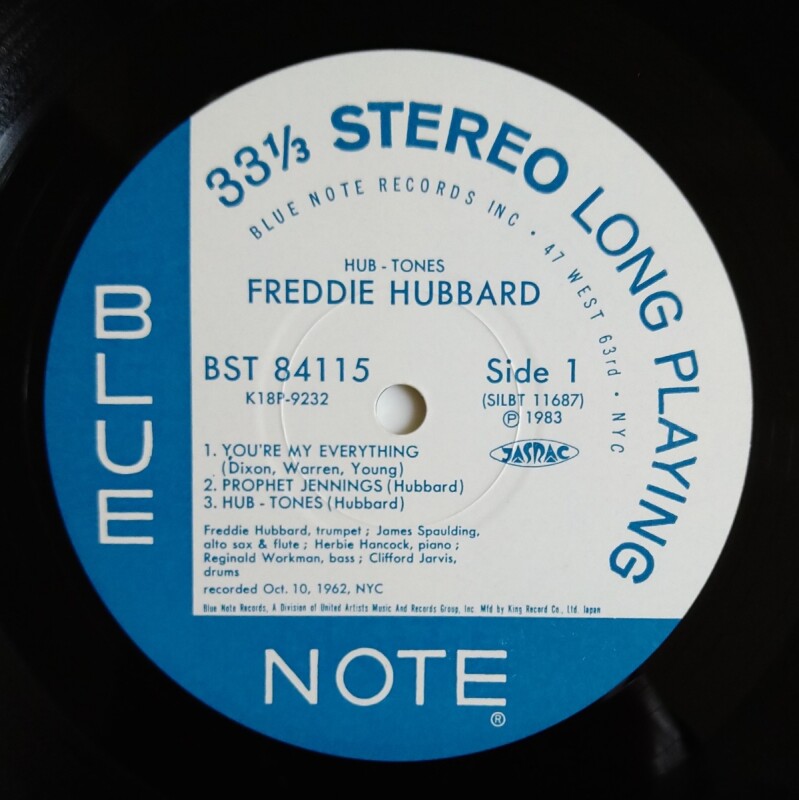 33⅓ STEREO LONG PLAYING
BLUE NOTE RECORDS INC • 47 WEST 63rd • NYC
HUB - TONES
FREDDIE HUBBARD
BST 84115
K18P-9232
Side 1
(SILBT 11687)
Ⓟ 1983
JASRAC
1. YOU'RE MY EVERYTHING
(Dixon, Warren, Young)
2. PROPHET JENNINGS (Hubbard)
3. HUB - TONES (Hubbard)
Freddie Hubbard, trumpet ; James Spaulding,
alto sax & flute ; Herbie Hancock, piano ;
Reginald Workman, bass ; Clifford Jarvis,
drums
recorded Oct. 10, 1962, NYC
Blue Note Records, A Division of United Artists Music And Records Group, Inc. Mfd by King Record Co., Ltd. Japan
BLUE
NOTE
®